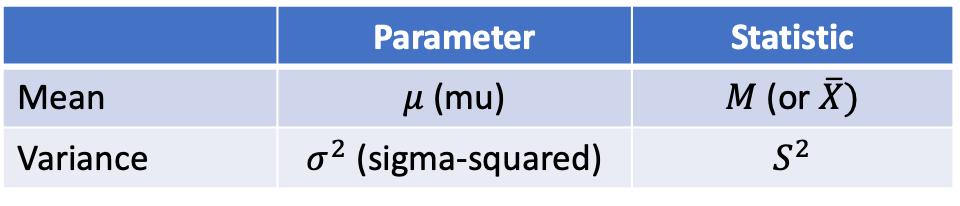 Parameter Statistic
Mean μ (mu) M (or X̄)
Variance σ² (sigma-squared) S²